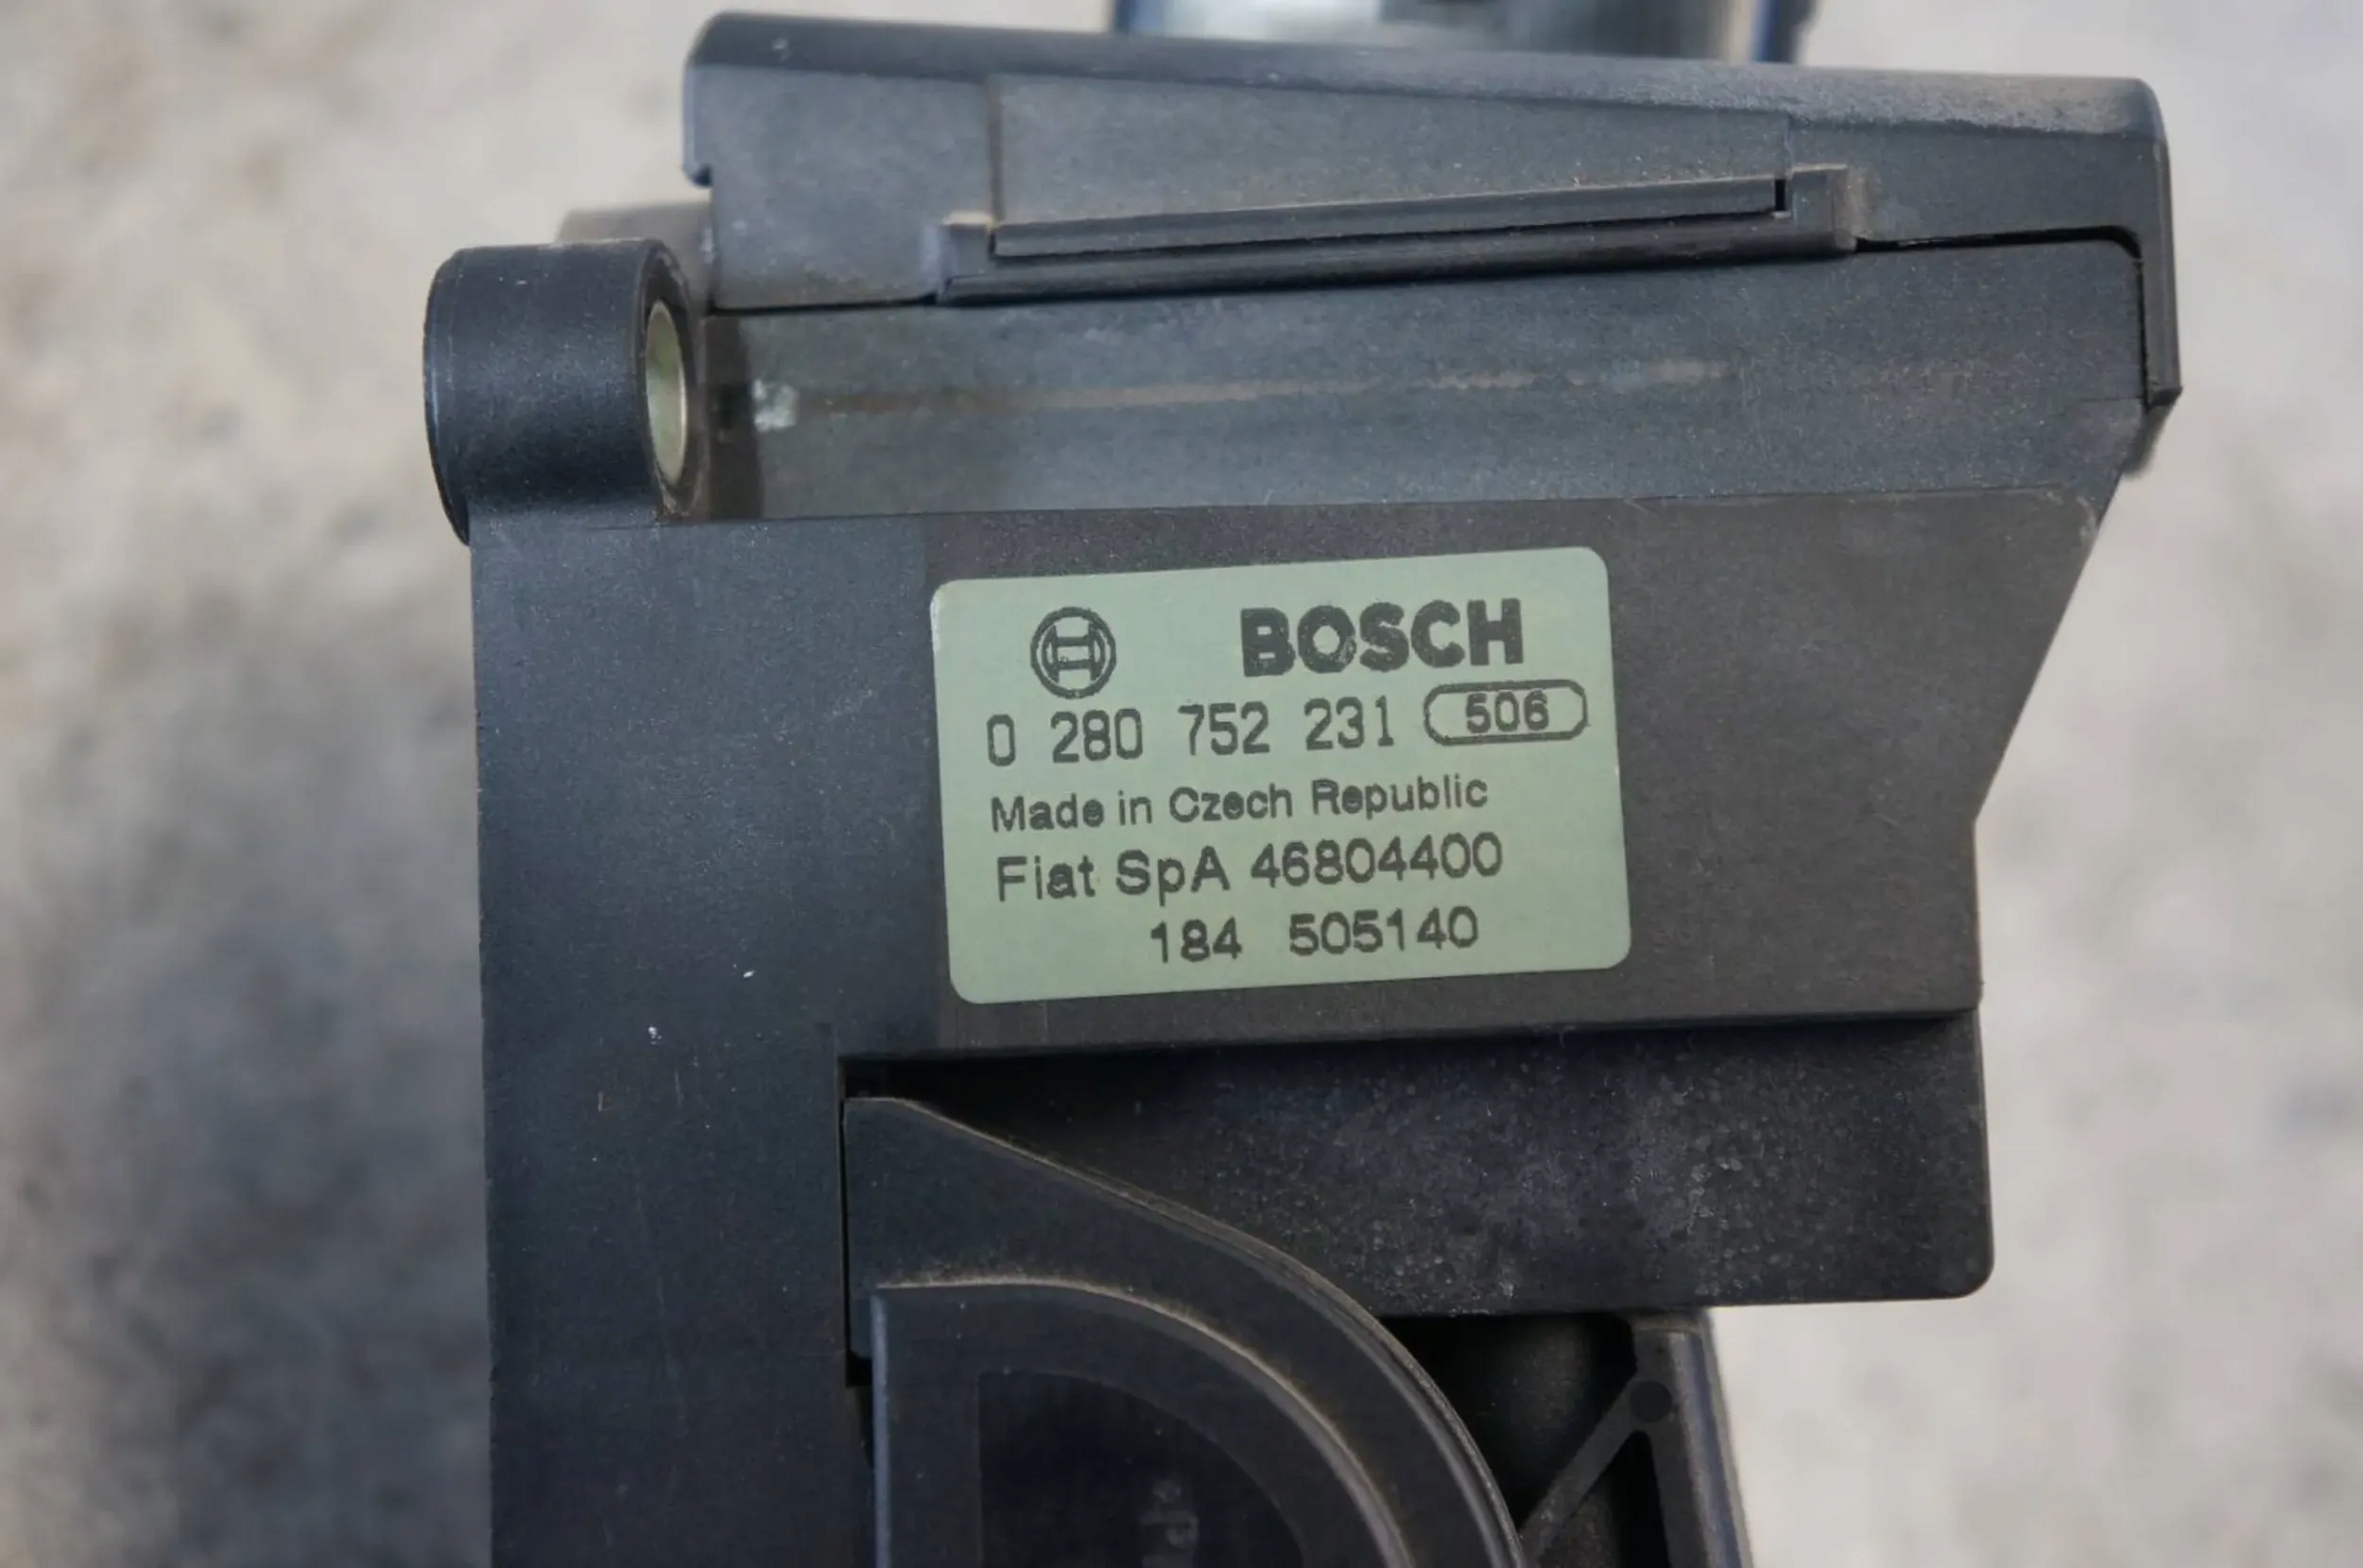 BOSCH
0 280 752 231 506
Made in Czech Republic
Fiat SpA 46804400
184 505140